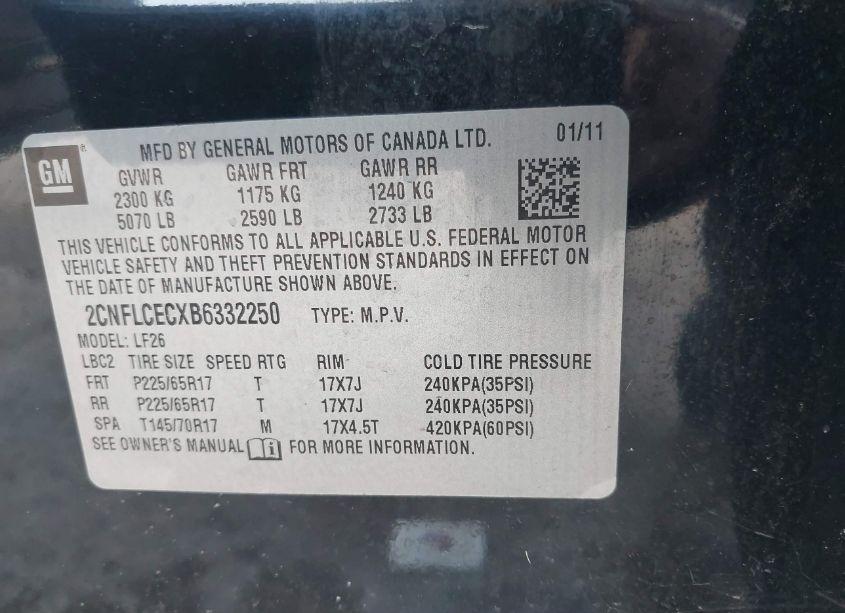 GM ® MFD BY GENERAL MOTORS OF CANADA LTD. 01/11
GVWR GAWR FRT GAWR RR
2300 KG 1175 KG 1240 KG
5070 LB 2590 LB 2733 LB
THIS VEHICLE CONFORMS TO ALL APPLICABLE U.S. FEDERAL MOTOR
VEHICLE SAFETY AND THEFT PREVENTION STANDARDS IN EFFECT ON
THE DATE OF MANUFACTURE SHOWN ABOVE.
2CNFLCECXB6332250 TYPE: M.P.V.
MODEL: LF26
LBC2 TIRE SIZE SPEED RTG RIM COLD TIRE PRESSURE
FRT P225/65R17 T 17X7J 240KPA(35PSI)
RR P225/65R17 T 17X7J 240KPA(35PSI)
SPA T145/70R17 M 17X4.5T 420KPA(60PSI)
SEE OWNER'S MANUAL i FOR MORE INFORMATION.